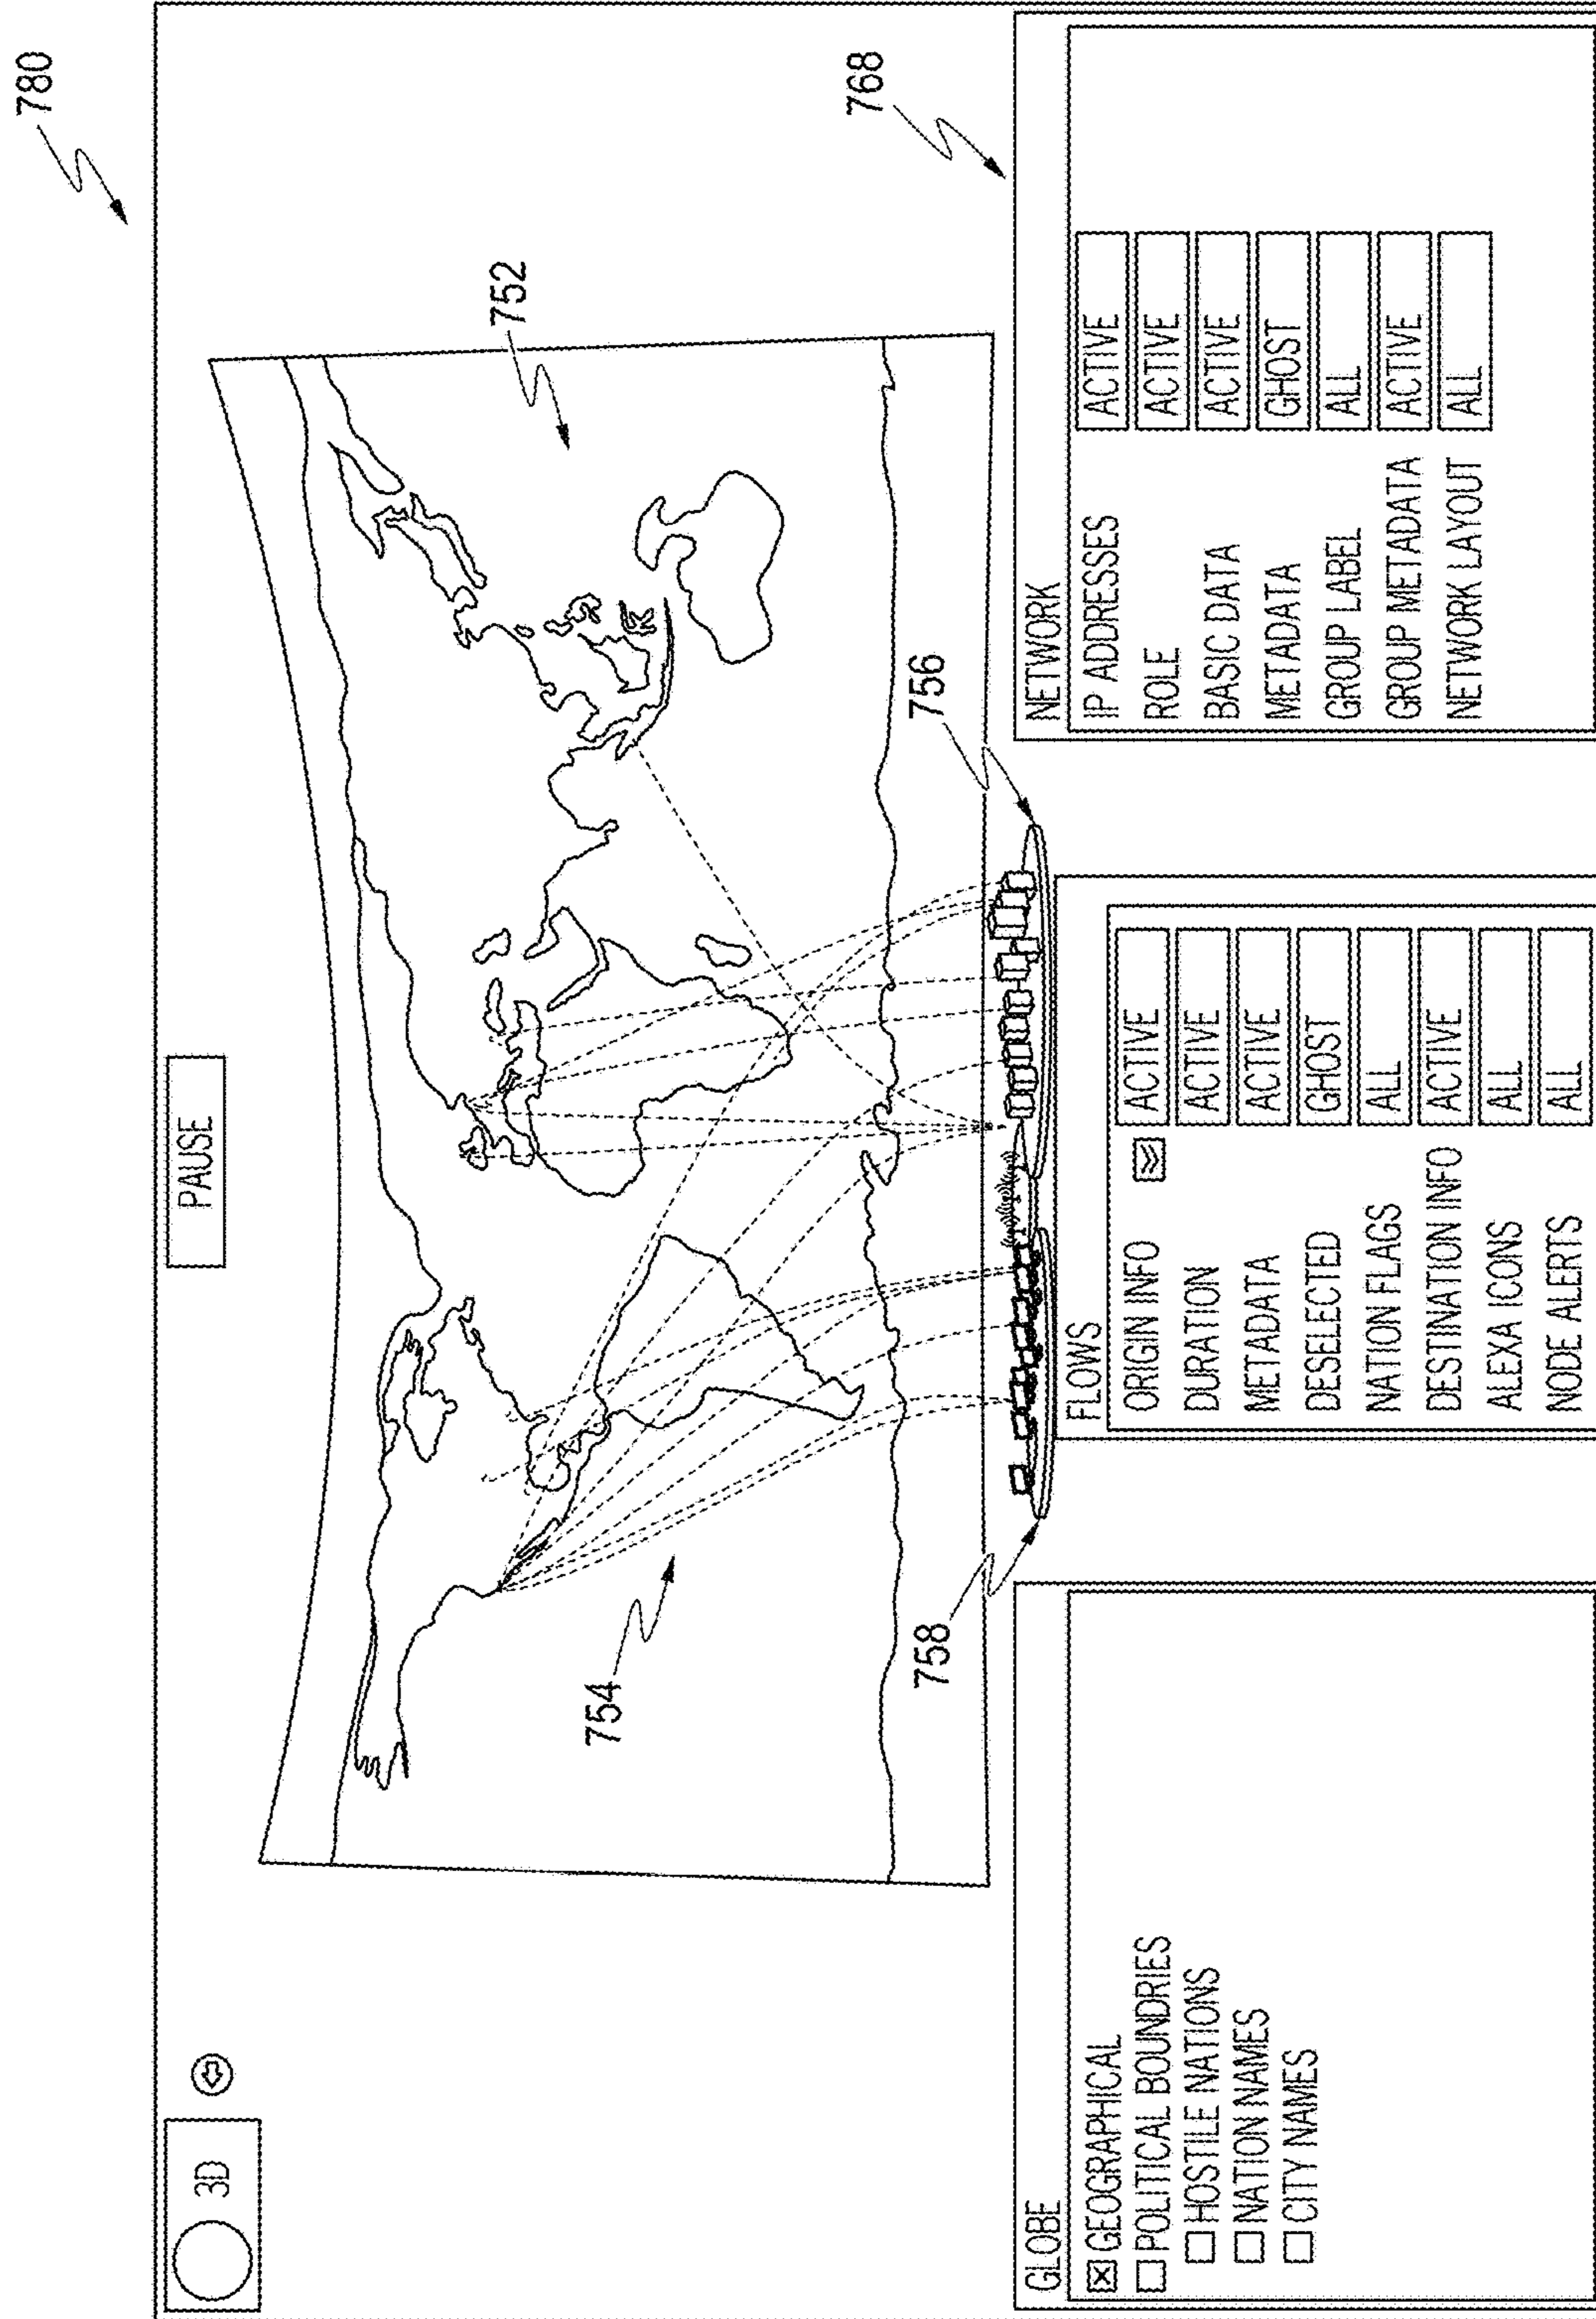 780
3D
PAUSE
752
754
758
756
768
GLOBE
GEOGRAPHICAL
POLITICAL BOUNDRIES
HOSTILE NATIONS
NATION NAMES
CITY NAMES
FLOWS
ORIGIN INFO ACTIVE
DURATION ACTIVE
METADATA ACTIVE
DESELECTED GHOST
NATION FLAGS ALL
DESTINATION INFO ACTIVE
ALEXA ICONS ALL
NODE ALERTS ALL
NETWORK
IP ADDRESSES ACTIVE
ROLE ACTIVE
BASIC DATA ACTIVE
METADATA GHOST
GROUP LABEL ALL
GROUP METADATA ACTIVE
NETWORK LAYOUT ALL